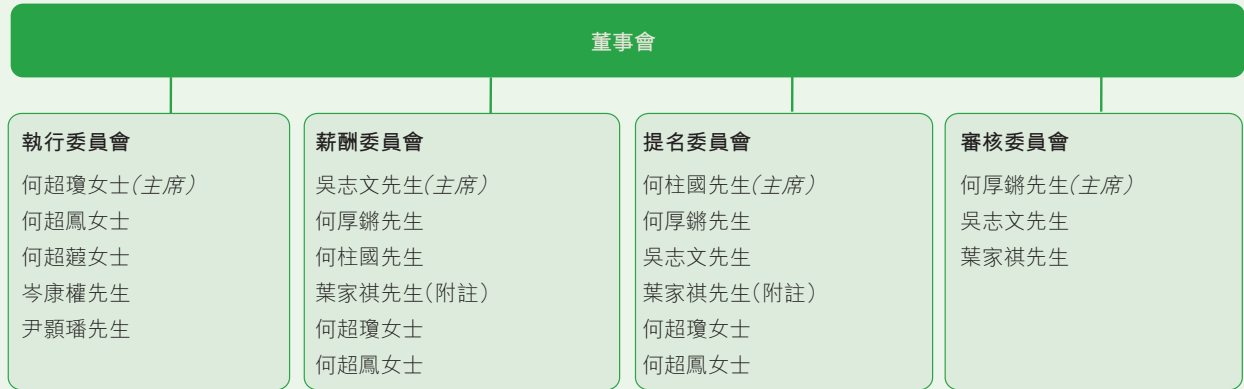 董事會
執行委員會
何超瓊女士(主席)
何超鳳女士
何超蕸女士
岑康權先生
尹顥璠先生
薪酬委員會
吳志文先生(主席)
何厚鏘先生
何柱國先生
葉家祺先生(附註)
何超瓊女士
何超鳳女士
提名委員會
何柱國先生(主席)
何厚鏘先生
吳志文先生
葉家祺先生(附註)
何超瓊女士
何超鳳女士
審核委員會
何厚鏘先生(主席)
吳志文先生
葉家祺先生